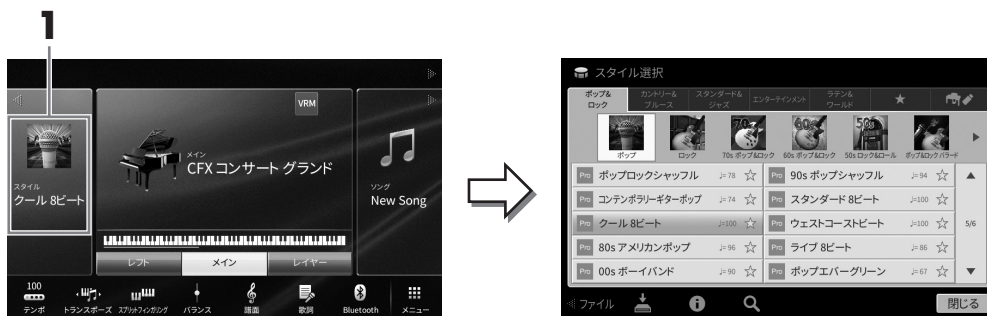 1
VRM
スタイル
クール 8ビート
メイン
CFX コンサート グランド
ソング
New Song
レフト
メイン
レイヤー
100
テンポ
トランスポーズ
スプリットフィンガリング
バランス
譜面
歌詞
Bluetooth
メニュー
スタイル選択
ポップ&
ロック
カントリー&
ブルース
スタンダード&
ジャズ
エンターテインメント
ラテン&
ワールド
ポップ
ロック
70s
70s ポップ&ロック
60s
60s ポップ&ロック
50s
50s ロック&ロール
ポップ&ロック バラード
Pro ポップロックシャッフル ♩= 78 ☆
Pro 90s ポップシャッフル ♩= 94 ☆
Pro コンテンポラリーギターポップ ♩= 74 ☆
Pro スタンダード 8ビート ♩=100 ☆
Pro クール 8ビート ♩=100 ☆
Pro ウェストコーストビート ♩=100 ☆
5/6
Pro 80s アメリカンポップ ♩= 96 ☆
Pro ライブ 8ビート ♩= 86 ☆
Pro 00s ボーイバンド ♩= 90 ☆
Pro ポップエバーグリーン ♩= 67 ☆
ファイル
閉じる